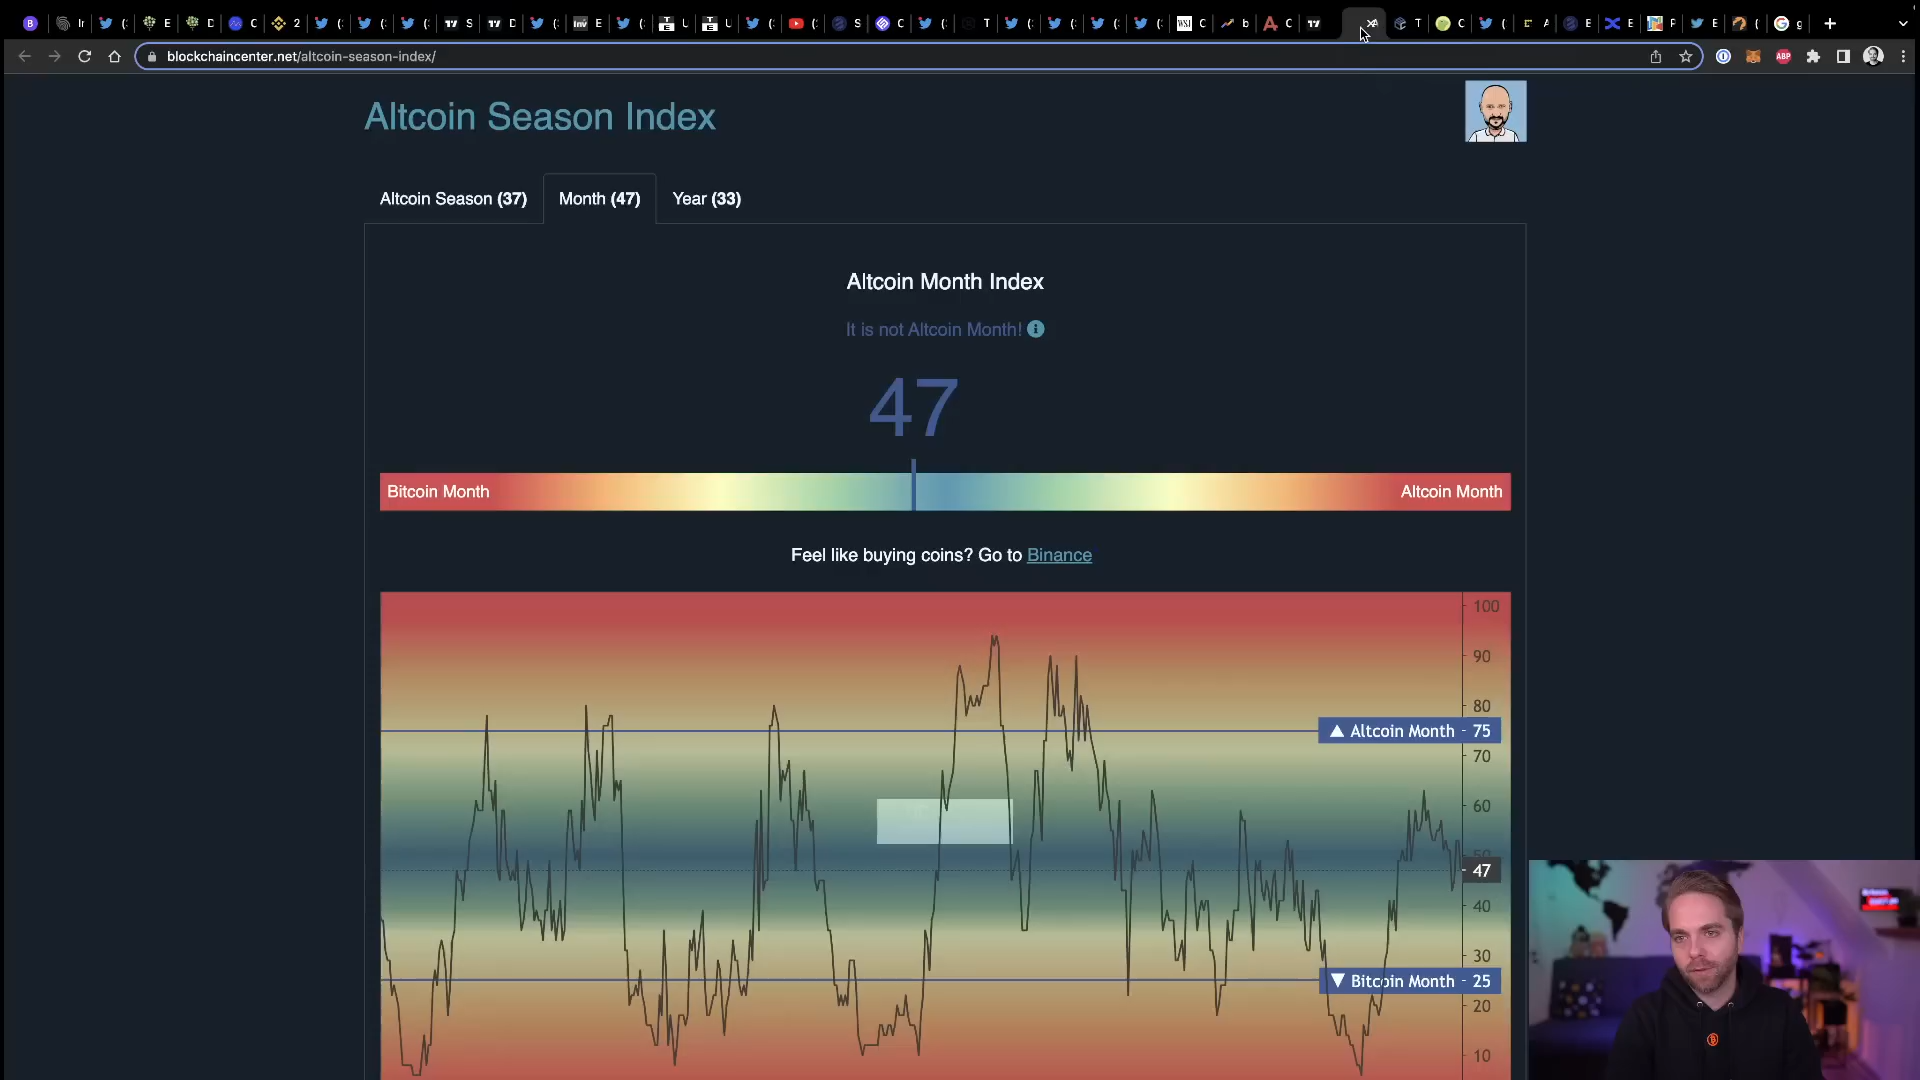 blockchaincenter.net/altcoin-season-index/
Altcoin Season Index
Altcoin Season (37)
Month (47)
Year (33)
Altcoin Month Index
It is not Altcoin Month!
47
Bitcoin Month
Altcoin Month
Feel like buying coins? Go to Binance
100
90
80
▲ Altcoin Month - 75
70
60
50
47
40
30
▼ Bitcoin Month - 25
20
10